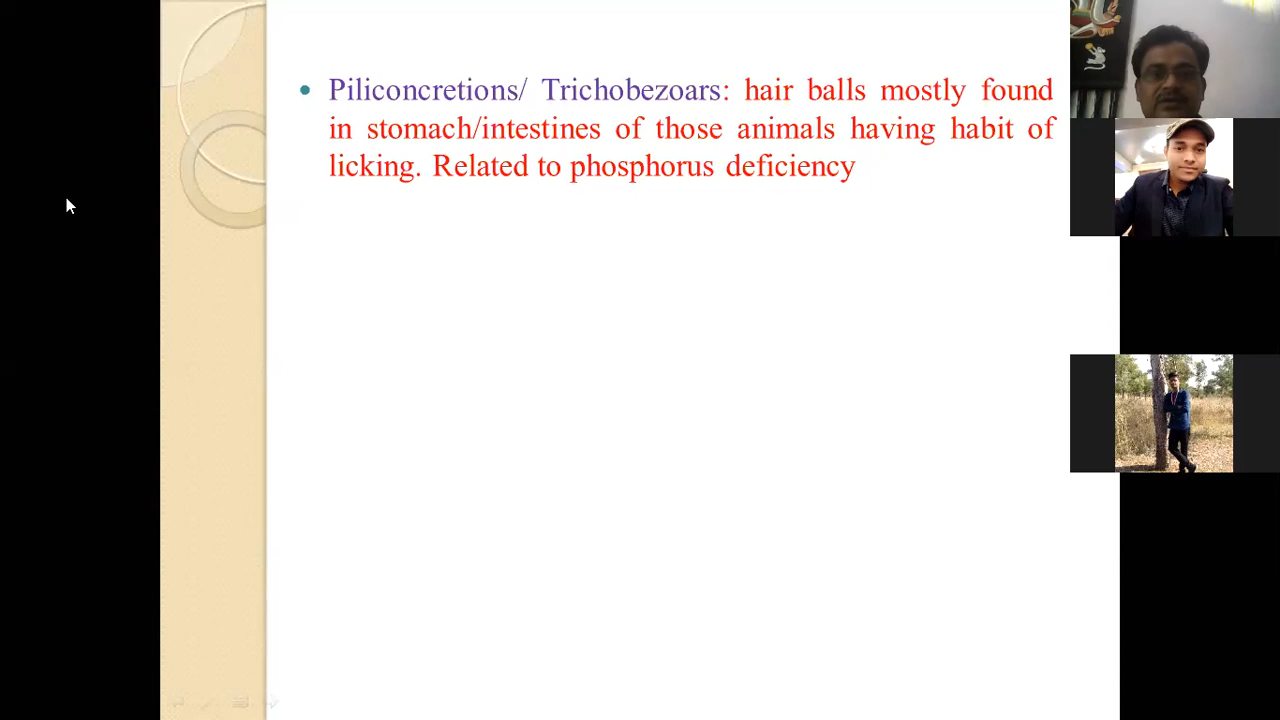 • Piliconcretions/ Trichobezoars: hair balls mostly found
in stomach/intestines of those animals having habit of
licking. Related to phosphorus deficiency